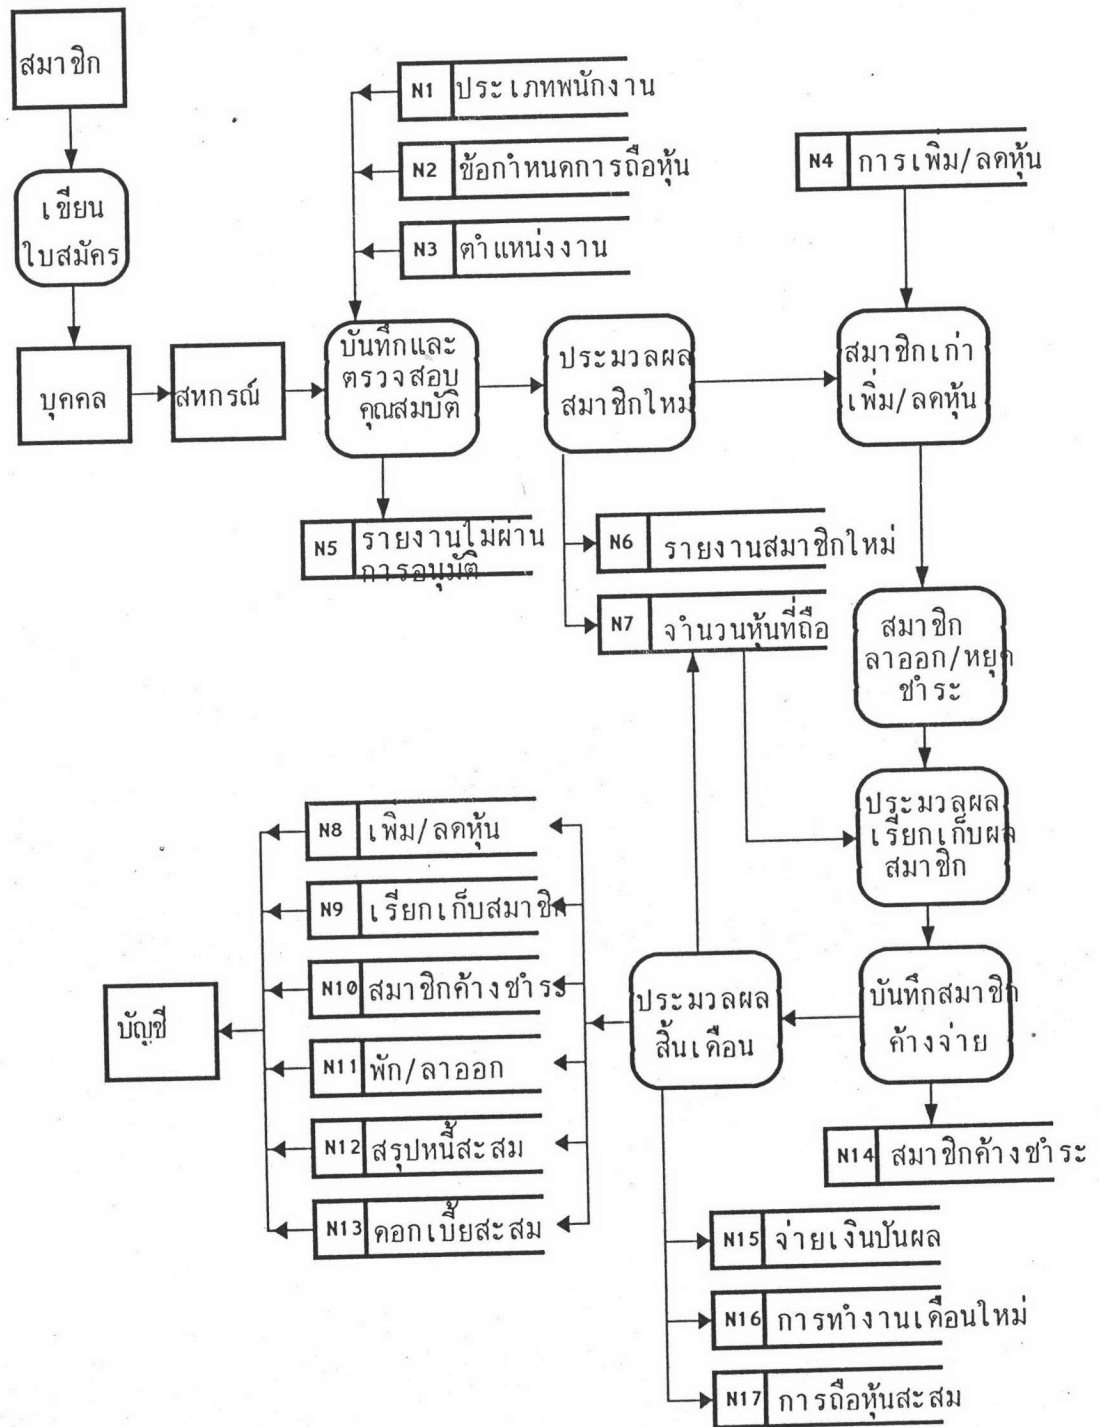 สมาชิก
เขียน
ใบสมัคร
บุคคล
สหกรณ์
N1 ประเภทพนักงาน
N2 ข้อกำหนดการถือหุ้น
N3 ตำแหน่งงาน
N4 การเพิ่ม/ลดหุ้น
บันทึกและ
ตรวจสอบ
คุณสมบัติ
ประมวลผล
สมาชิกใหม่
สมาชิกเก่า
เพิ่ม/ลดหุ้น
N5 รายงานไม่ผ่าน
การอนุมัติ
N6 รายงานสมาชิกใหม่
N7 จำนวนหุ้นที่ถือ
สมาชิก
ลาออก/หยุด
ชำระ
ประมวลผล
เรียกเก็บผล
สมาชิก
N8 เพิ่ม/ลดหุ้น
N9 เรียกเก็บสมาชิก
N10 สมาชิกค้างชำระ
N11 พัก/ลาออก
N12 สรุปหนี้สะสม
N13 ดอกเบี้ยสะสม
บัญชี
ประมวลผล
สิ้นเดือน
บันทึกสมาชิก
ค้างจ่าย
N14 สมาชิกค้างชำระ
N15 จ่ายเงินปันผล
N16 การทำงานเดือนใหม่
N17 การถือหุ้นสะสม